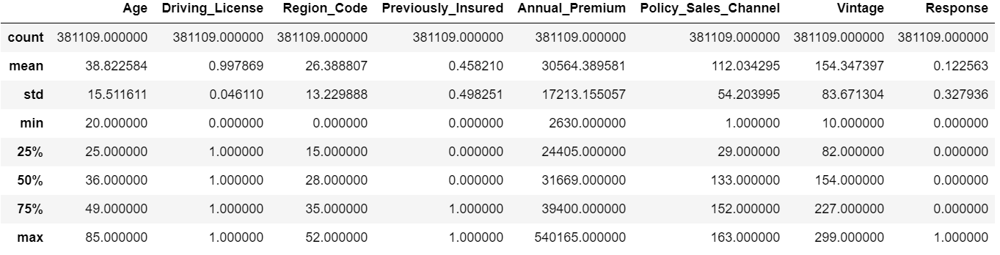 Age Driving_License Region_Code Previously_Insured Annual_Premium Policy_Sales_Channel Vintage Response
count 381109.000000 381109.000000 381109.000000 381109.000000 381109.000000 381109.000000 381109.000000 381109.000000
mean 38.822584 0.997869 26.388807 0.458210 30564.389581 112.034295 154.347397 0.122563
std 15.511611 0.046110 13.229888 0.498251 17213.155057 54.203995 83.671304 0.327936
min 20.000000 0.000000 0.000000 0.000000 2630.000000 1.000000 10.000000 0.000000
25% 25.000000 1.000000 15.000000 0.000000 24405.000000 29.000000 82.000000 0.000000
50% 36.000000 1.000000 28.000000 0.000000 31669.000000 133.000000 154.000000 0.000000
75% 49.000000 1.000000 35.000000 1.000000 39400.000000 152.000000 227.000000 0.000000
max 85.000000 1.000000 52.000000 1.000000 540165.000000 163.000000 299.000000 1.000000